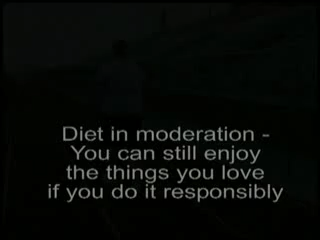 Diet in moderation -
You can still enjoy
the things you love
if you do it responsibly